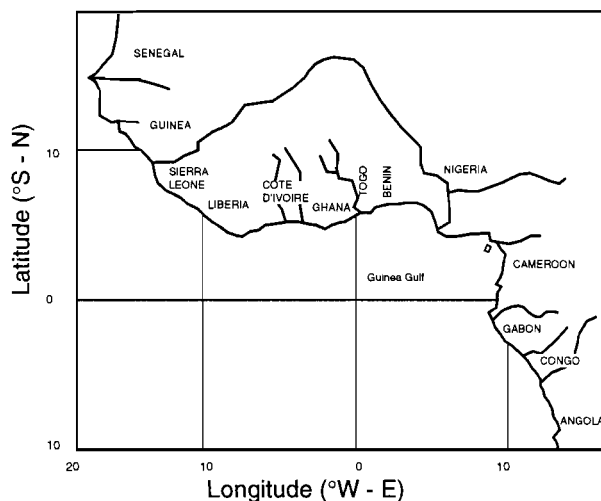 SENEGAL
GUINEA
10
SIERRA
LEONE
LIBERIA
COTE
D'IVOIRE
GHANA
TOGO
BENIN
NIGERIA
CAMEROON
Guinea Gulf
0
GABON
CONGO
ANGOLA
10
20
10
0
10
Latitude (°S - N)
Longitude (°W - E)